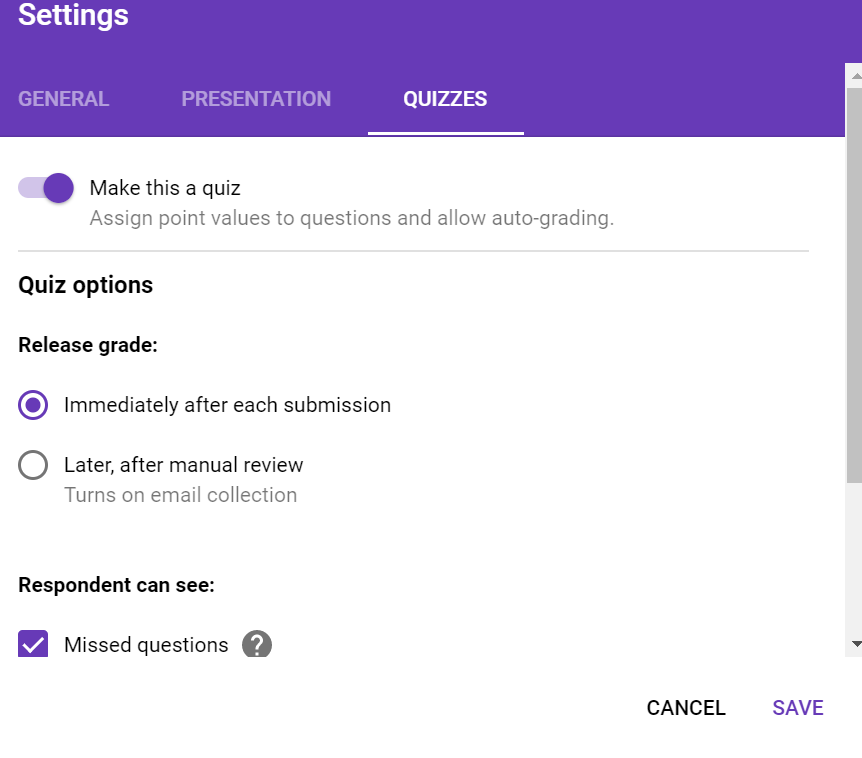 Settings
GENERAL PRESENTATION QUIZZES
Make this a quiz
Assign point values to questions and allow auto-grading.
Quiz options
Release grade:
Immediately after each submission
Later, after manual review
Turns on email collection
Respondent can see:
Missed questions ?
CANCEL SAVE